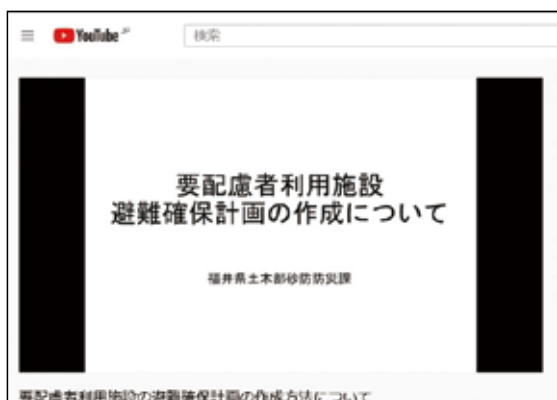 YouTube JP
検索
要配慮者利用施設
避難確保計画の作成について
福井県土木部砂防防災課
要配慮者利用施設の避難確保計画の作成方法について